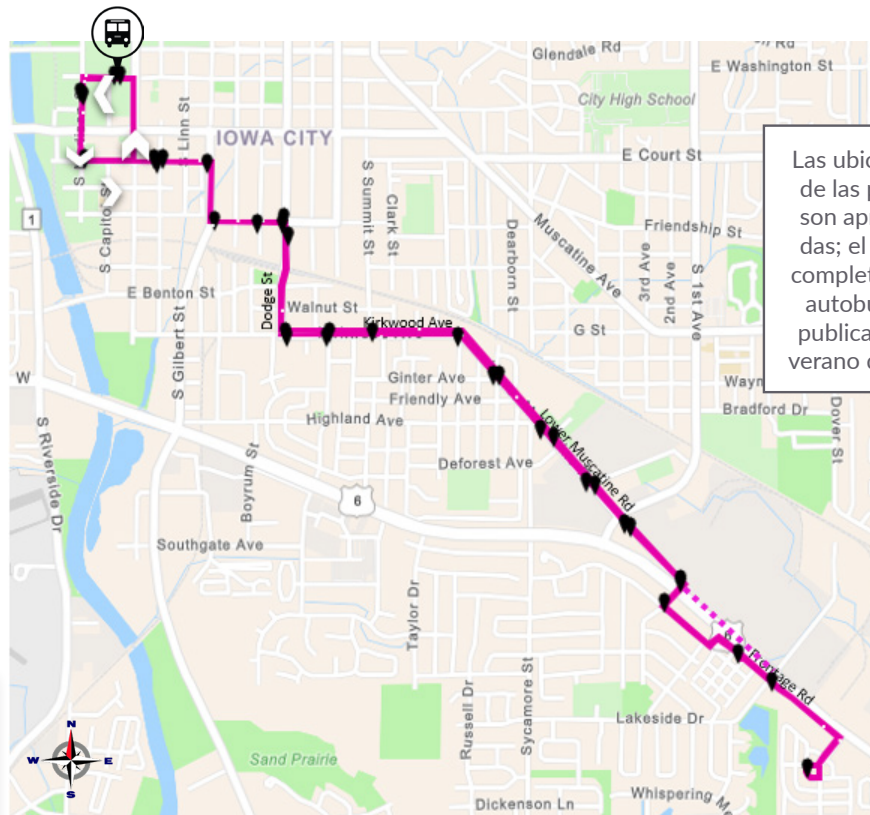 Glendale Rd
Rd
E Washington St
City High School
S Linn St
IOWA CITY
E Court St
Las ubic
de las p
son apr
das; el
complet
autobu
publica
verano d
1
S
S Capitol St
S Summit St
Clark St
Dearborn St
Muscatine Ave
Friendship St
3rd Ave
2nd Ave
S 1st Ave
E Benton St
Dodge St
Walnut St
Kirkwood Ave
G St
S Gilbert St
W
Ginter Ave
Friendly Ave
Highland Ave
Wayn
Bradford Dr
Dover St
S Riverside Dr
Boyrum St
Lower Muscatine Rd
Deforest Ave
6
Southgate Ave
Taylor Dr
6
Frontage Rd
Russell Dr
Sycamore St
Lakeside Dr
N
W
E
S
Sand Prairie
Dickenson Ln
Whispering Me